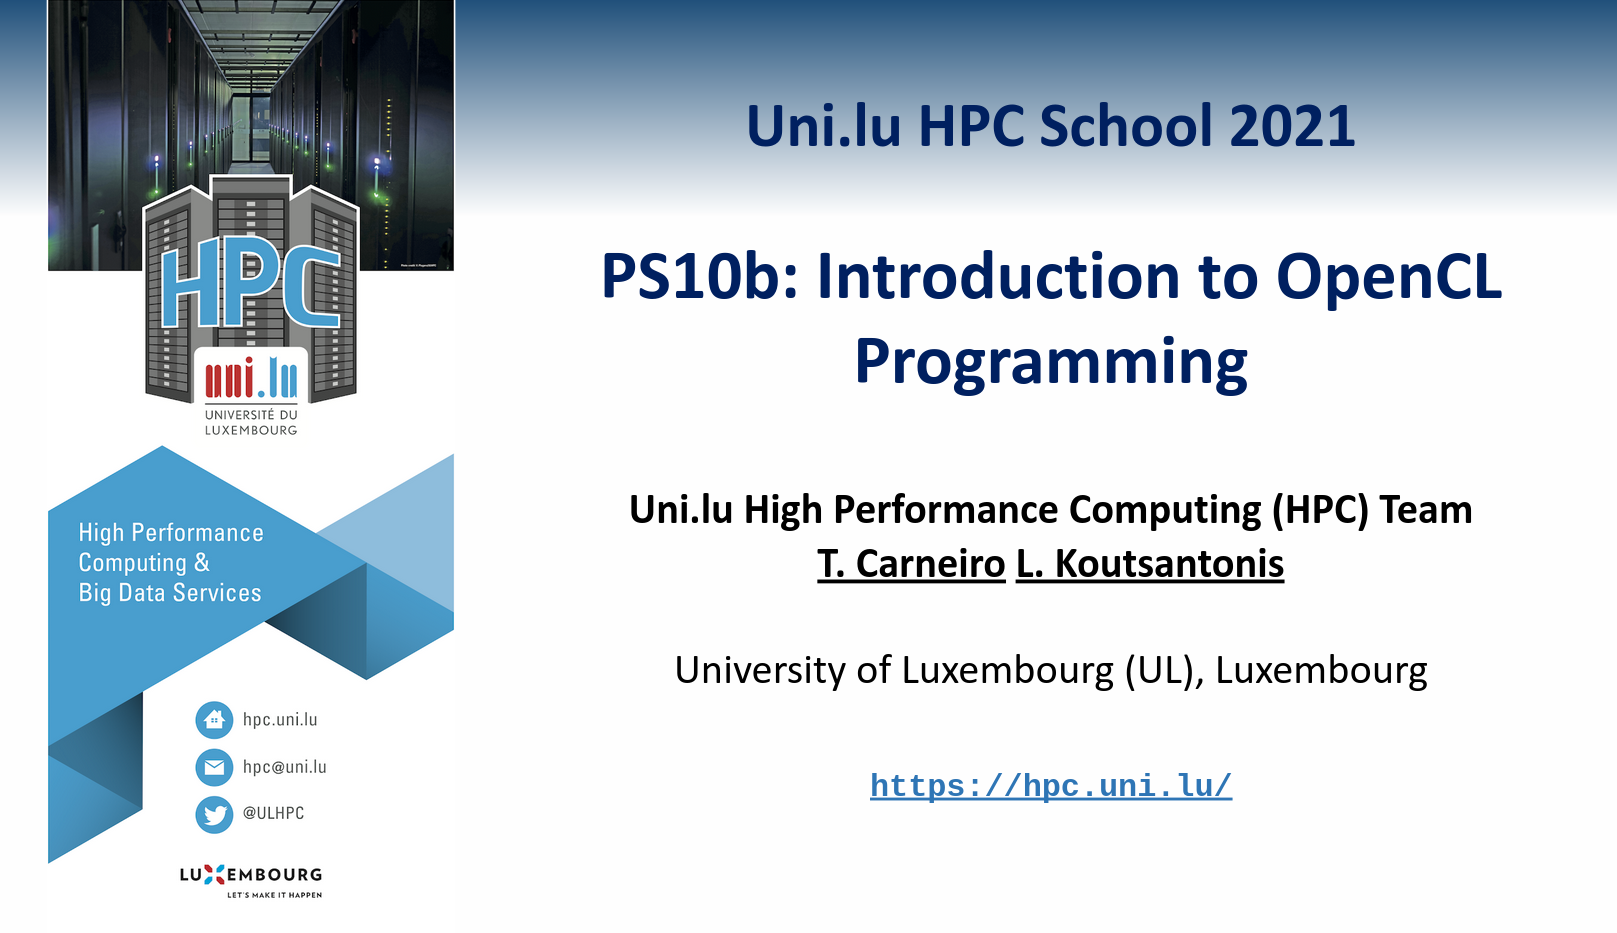 HPC
uni.lu
UNIVERSITÉ DU
LUXEMBOURG
High Performance
Computing &
Big Data Services
hpc.uni.lu
hpc@uni.lu
@ULHPC
LUXEMBOURG
LET'S MAKE IT HAPPEN
Uni.lu HPC School 2021
PS10b: Introduction to OpenCL
Programming
Uni.lu High Performance Computing (HPC) Team
T. Carneiro L. Koutsantonis
University of Luxembourg (UL), Luxembourg
https://hpc.uni.lu/